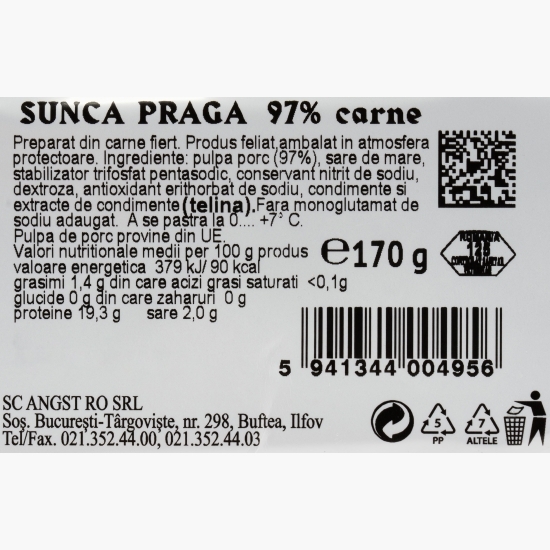 SUNCA PRAGA 97% carne
Preparat din carne fiert. Produs feliat,ambalat in atmosfera
protectoare. Ingrediente: pulpa porc (97%), sare de mare,
stabilizator trifosfat pentasodic, conservant nitrit de sodiu,
dextroza, antioxidant erithorbat de sodiu, condimente si
extracte de condimente(telina).Fara monoglutamat de
sodiu adaugat. A se pastra la 0.... +7° C.
Pulpa de porc provine din UE.
Valori nutritionale medii per 100 g produs
valoare energetica 379 kJ/ 90 kcal
grasimi 1,4 g din care acizi grasi saturati <0,1g
glucide 0 g din care zaharuri 0 g
proteine 19,3 g sare 2,0 g
℮170 g
5 941344 004956
SC ANGST RO SRL
Soș. București-Târgoviște, nr. 298, Buftea, Ilfov
Tel/Fax. 021.352.44.00, 021.352.44.03
5
PP
7
ALTELE